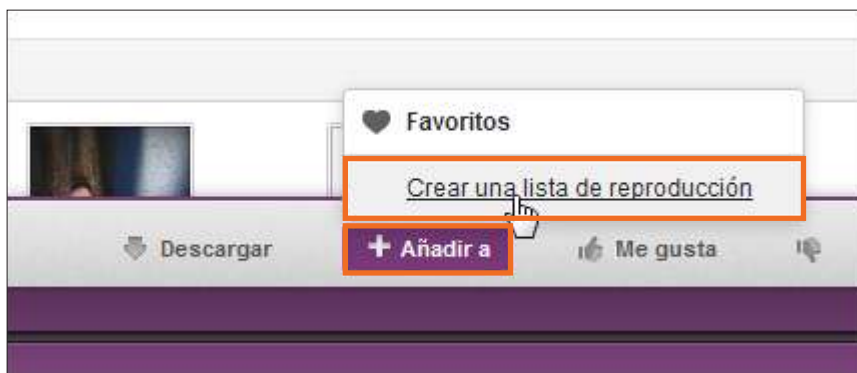 Favoritos
Crear una lista de reproducción
Descargar
+ Añadir a
Me gusta